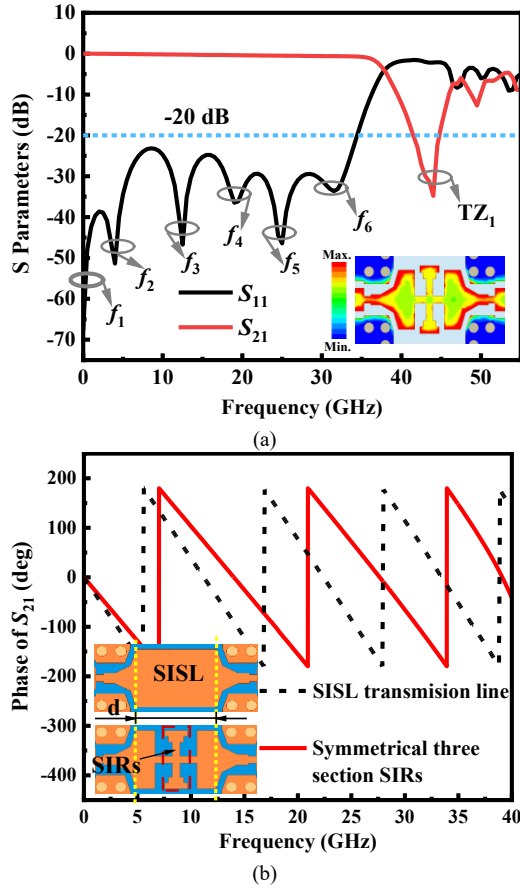 10
0
-10
-20
-30
-40
-50
-60
-70
S Parameters (dB)
-20 dB
f1
f2
f3
f4
f5
f6
TZ1
S11
S21
Max.
Min.
0 10 20 30 40 50
Frequency (GHz)
(a)
200
100
0
-100
-200
-300
-400
Phase of S21 (deg)
SISL
d
SIRs
SISL transmision line
Symmetrical three
section SIRs
0 5 10 15 20 25 30 35 40
Frequency (GHz)
(b)